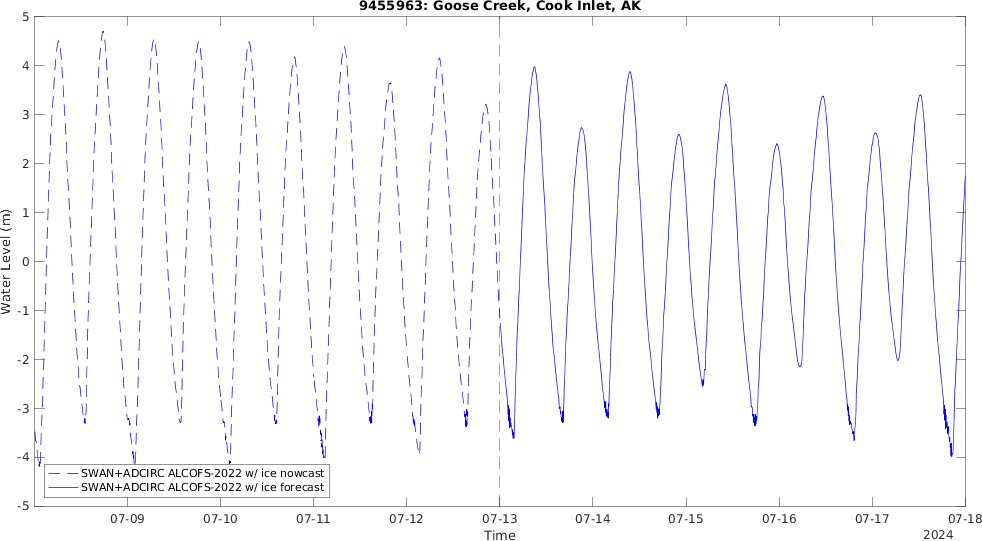 9455963: Goose Creek, Cook Inlet, AK
5
4
3
2
1
0
-1
-2
-3
-4
-5
Water Level (m)
SWAN+ADCIRC ALCOFS-2022 w/ ice nowcast
SWAN+ADCIRC ALCOFS-2022 w/ ice forecast
07-09 07-10 07-11 07-12 07-13 07-14 07-15 07-16 07-17 07-18
Time
2024